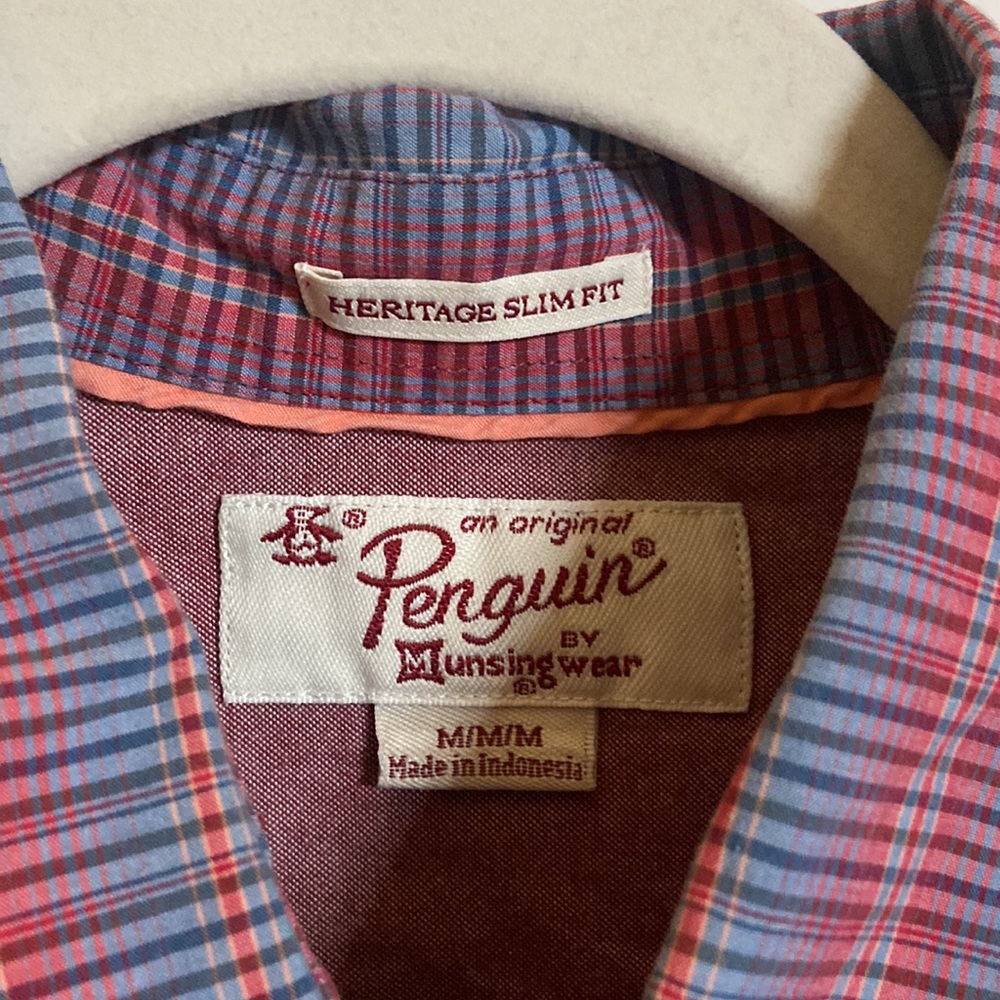 HERITAGE SLIM FIT
® an original
Penguin®
BY
Munsingwear
®
M/M/M
Made in Indonesia